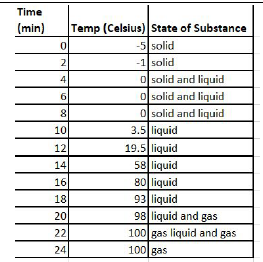 Time
(min) Temp (Celsius) State of Substance
0 -5 solid
2 -1 solid
4 0 solid and liquid
6 0 solid and liquid
8 0 solid and liquid
10 3.5 liquid
12 19.5 liquid
14 58 liquid
16 80 liquid
18 93 liquid
20 98 liquid and gas
22 100 gas liquid and gas
24 100 gas